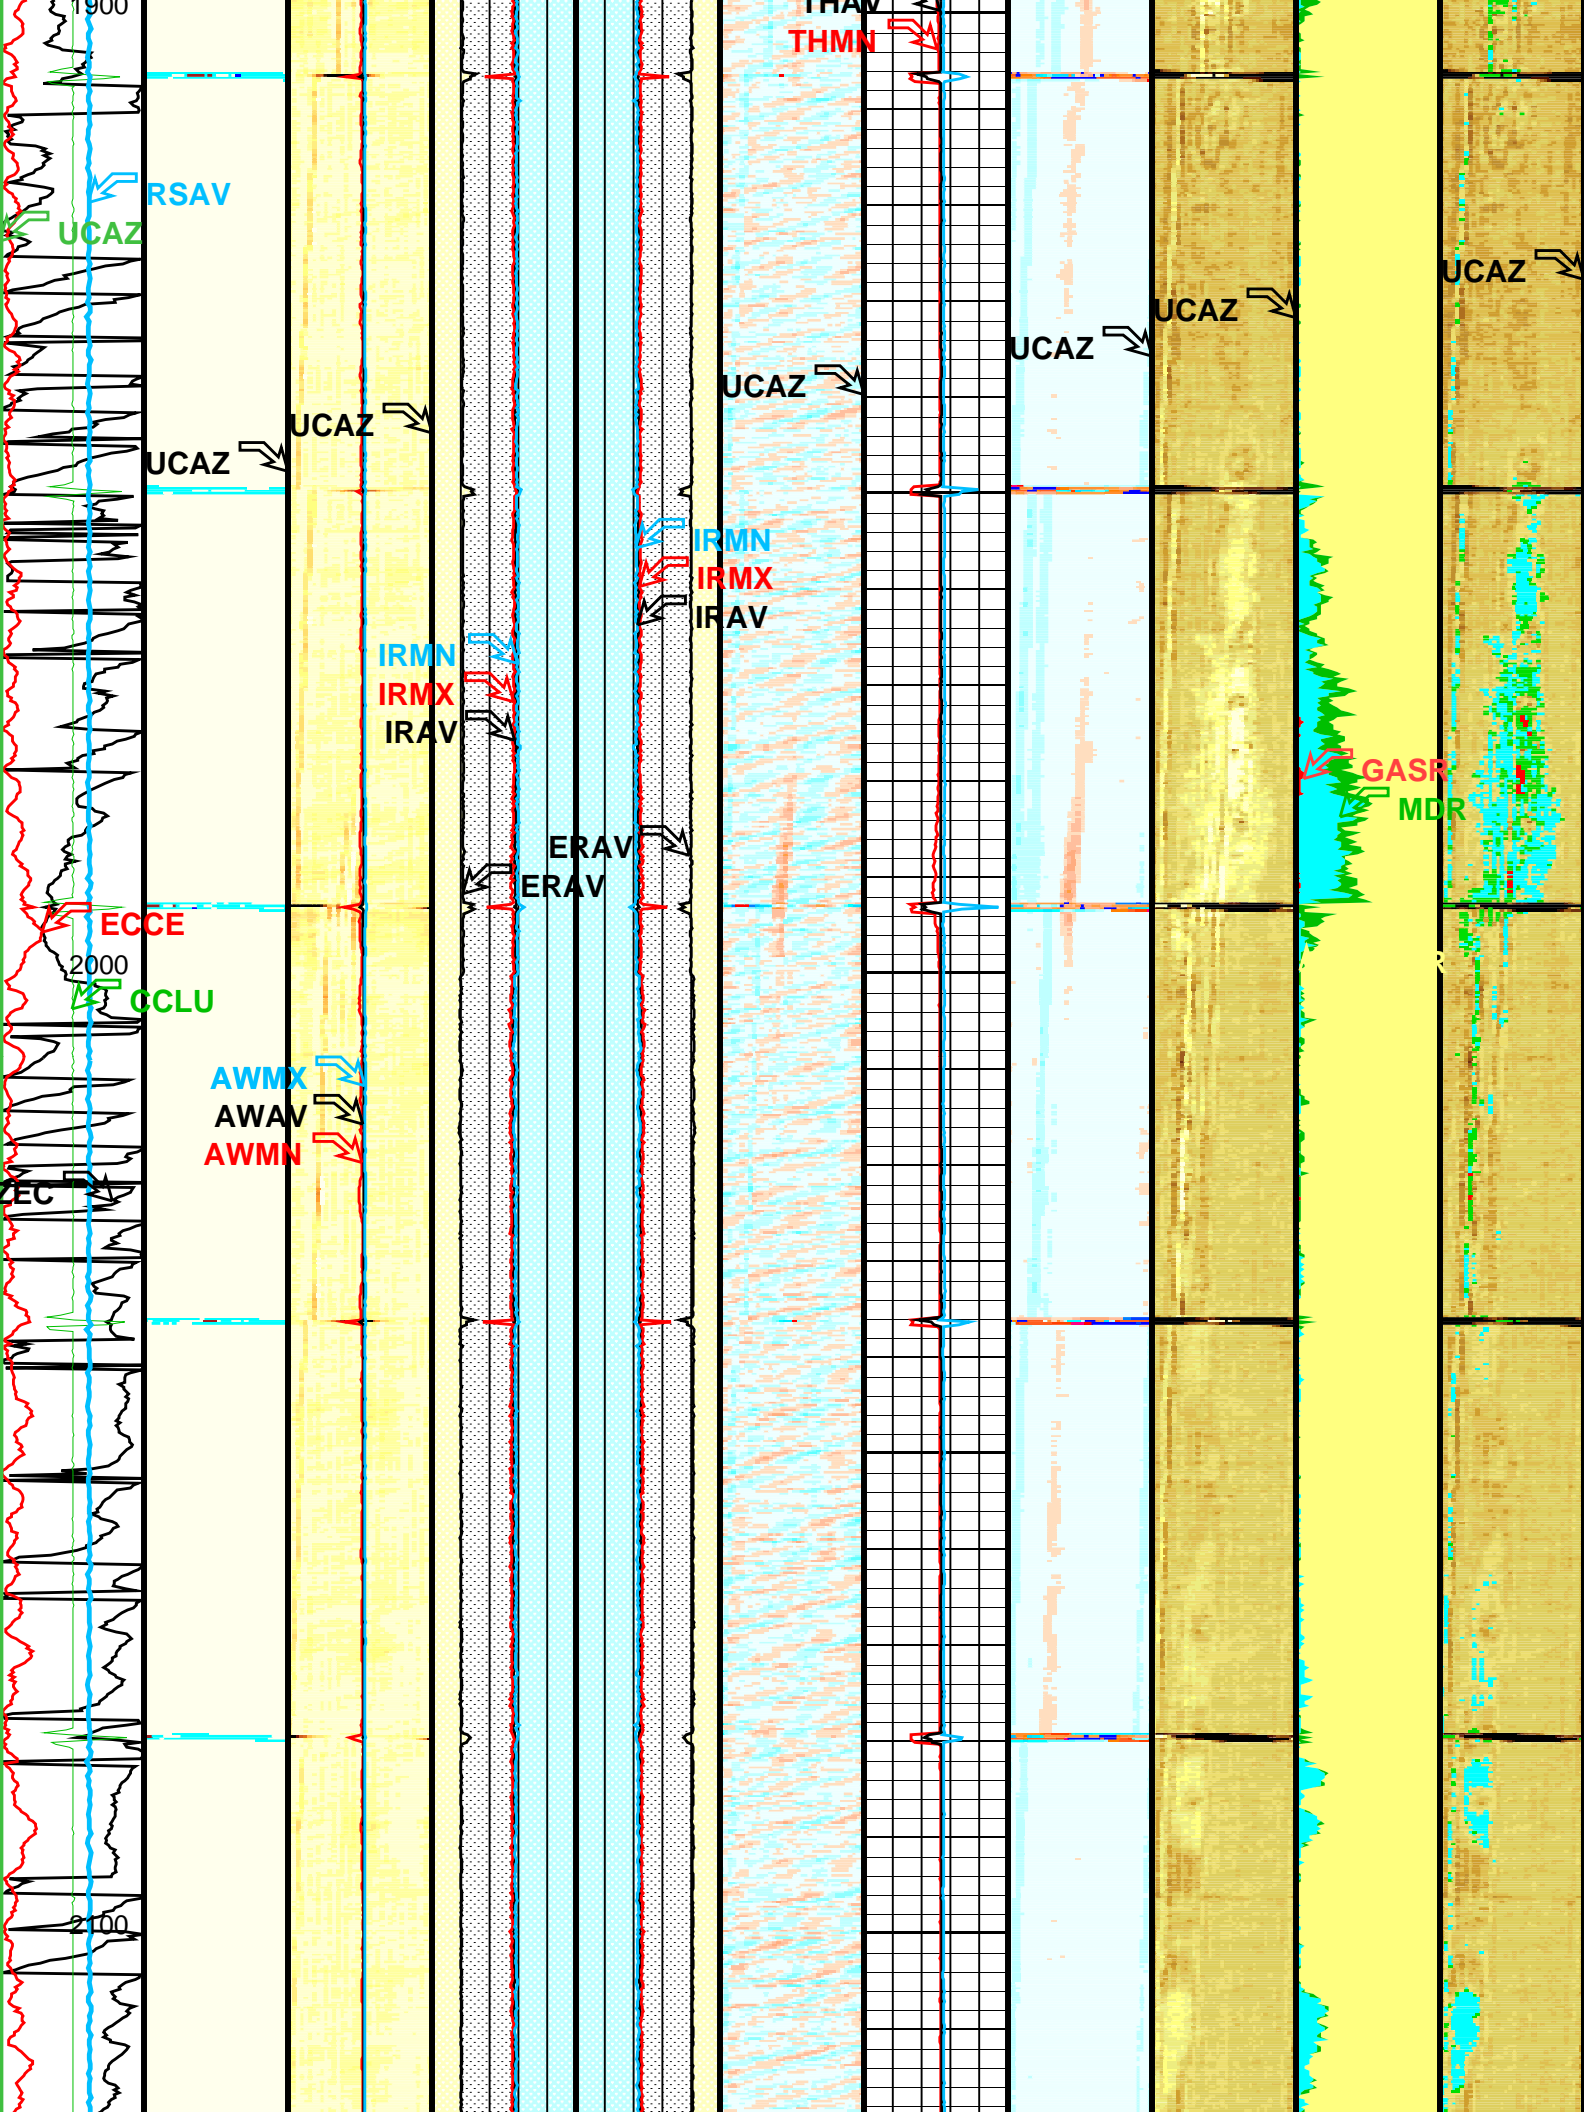 1900
THAV
THMN
RSAV
UCAZ
UCAZ
UCAZ
UCAZ
UCAZ
UCAZ
UCAZ
IRMN
IRMX
IRAV
IRMN
IRMX
IRAV
GASR
MDR
ERAV
ERAV
ECCE
2000
R
CCLU
AWMX
AWAV
AWMN
ZEC
2100